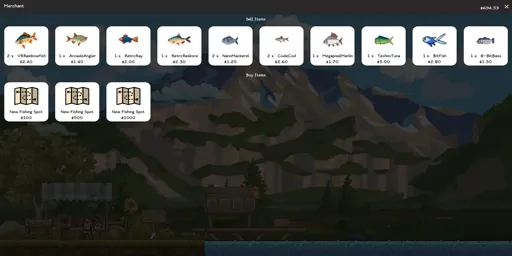 Merchant
₡694.53
Sell Items
2 x VRRainbowfish
₡2.40
1 x ArcadeAngler
₡1.40
1 x RetroRay
₡2.00
1 x RetroRainbow
₡2.30
2 x NanoMackerel
₡1.20
2 x CodeCod
₡2.60
1 x MegapixelMarlin
₡1.70
1 x TechnoTuna
₡5.00
1 x BitFish
₡2.80
1 x 8-BitBass
₡1.50
Buy Items
New Fishing Spot
₡100
New Fishing Spot
₡500
New Fishing Spot
₡1000